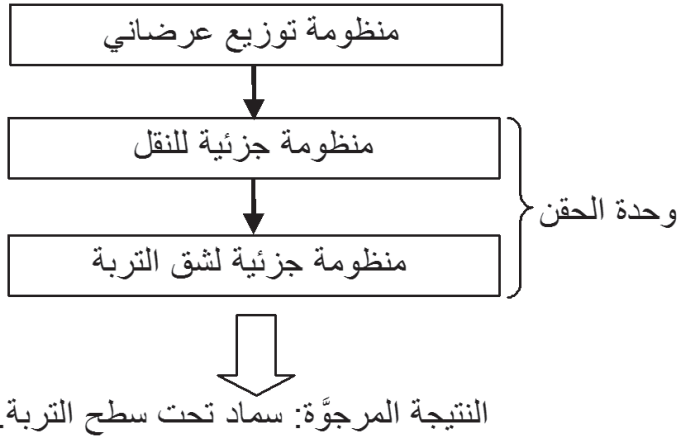 منظومة توزيع عرضاني
منظومة جزئية للنقل
وحدة الحقن
منظومة جزئية لشق التربة
النتيجة المرجوَّة: سماد تحت سطح التربة.